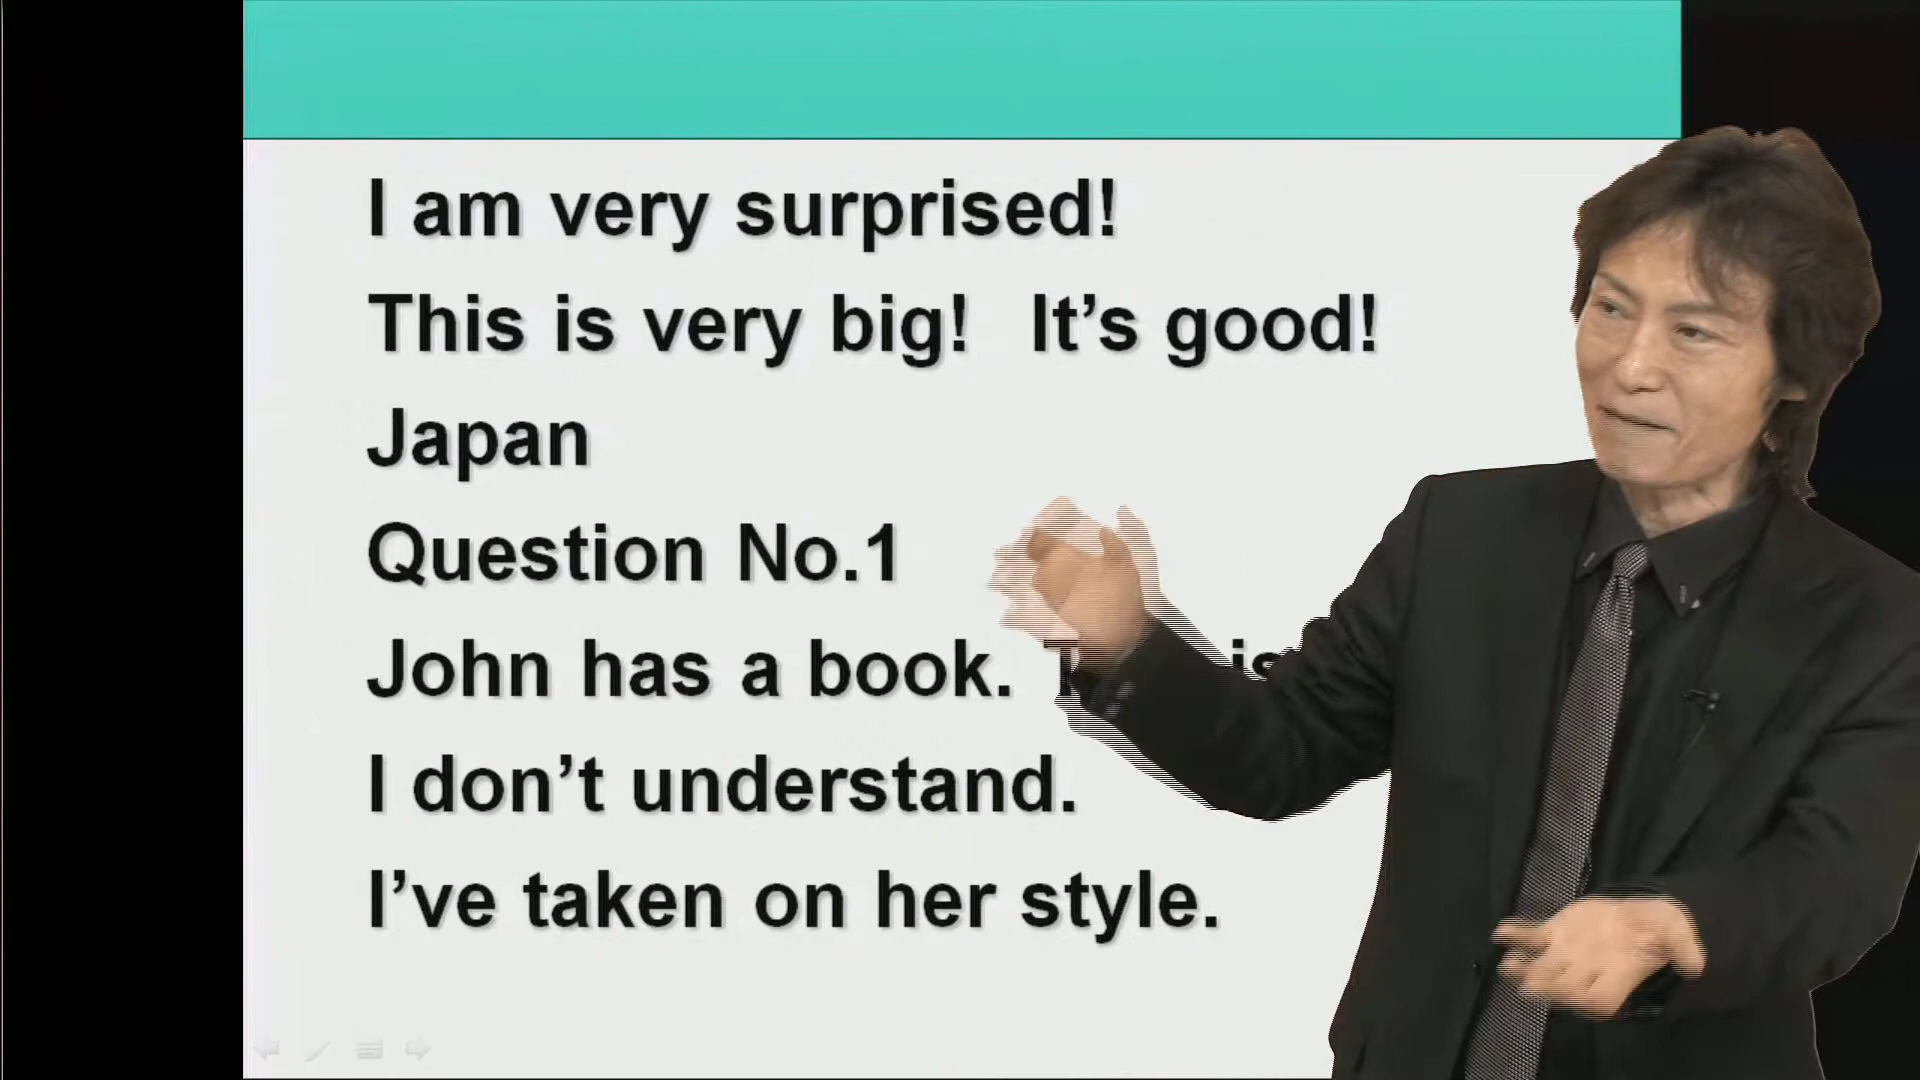 I am very surprised!
This is very big! It’s good!
Japan
Question No.1
John has a book.
I don’t understand.
I’ve taken on her style.